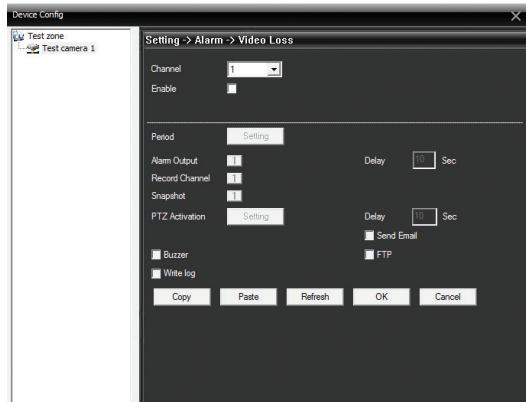 Device Config
Test zone
Test camera 1
Setting -> Alarm -> Video Loss
Channel 1
Enable
Period Setting
Alarm Output 1 Delay 10 Sec
Record Channel 1
Snapshot 1
PTZ Activation Setting Delay 10 Sec
Send Email
Buzzer FTP
Write log
Copy Paste Refresh OK Cancel